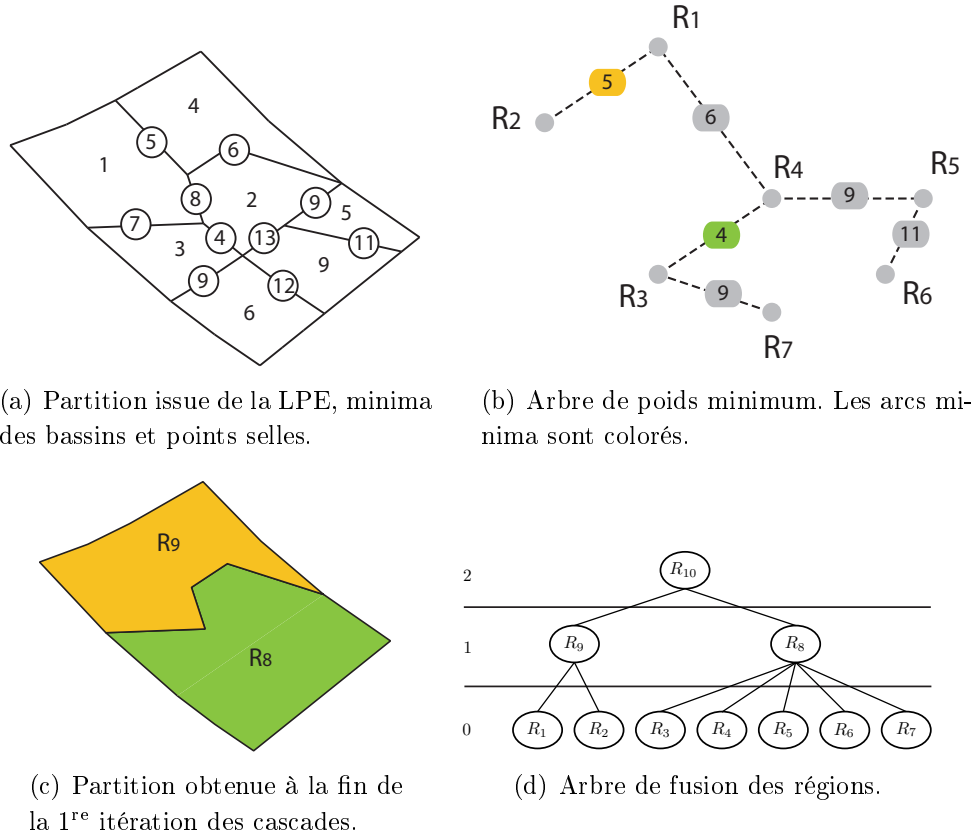 4
5
6
1
8
2
9
5
7
3
4
13
11
9
9
12
6
R1
5
R2
6
R4
R5
9
4
11
R3
9
R6
R7
(a) Partition issue de la LPE, minima
des bassins et points selles.
(b) Arbre de poids minimum. Les arcs mi-
nima sont colorés.
R9
R8
2
R10
1
R9
R8
0
R1
R2
R3
R4
R5
R6
R7
(c) Partition obtenue à la fin de
la 1re itération des cascades.
(d) Arbre de fusion des régions.